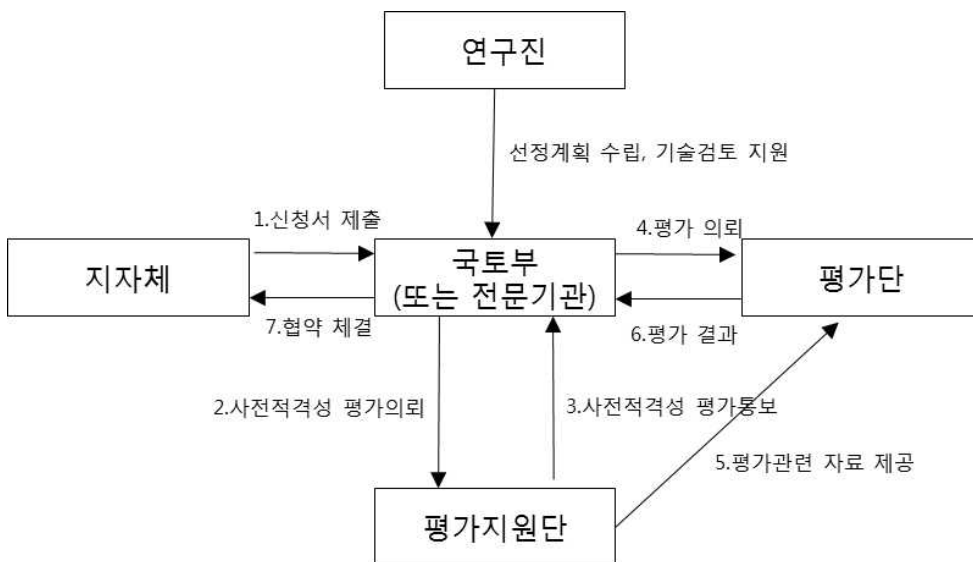 연구진
선정계획 수립, 기술검토 지원
1.신청서 제출
4.평가 의뢰
지자체
국토부
(또는 전문기관)
평가단
7.협약 체결
6.평가 결과
2.사전적격성 평가의뢰
3.사전적격성 평가통보
5.평가관련 자료 제공
평가지원단